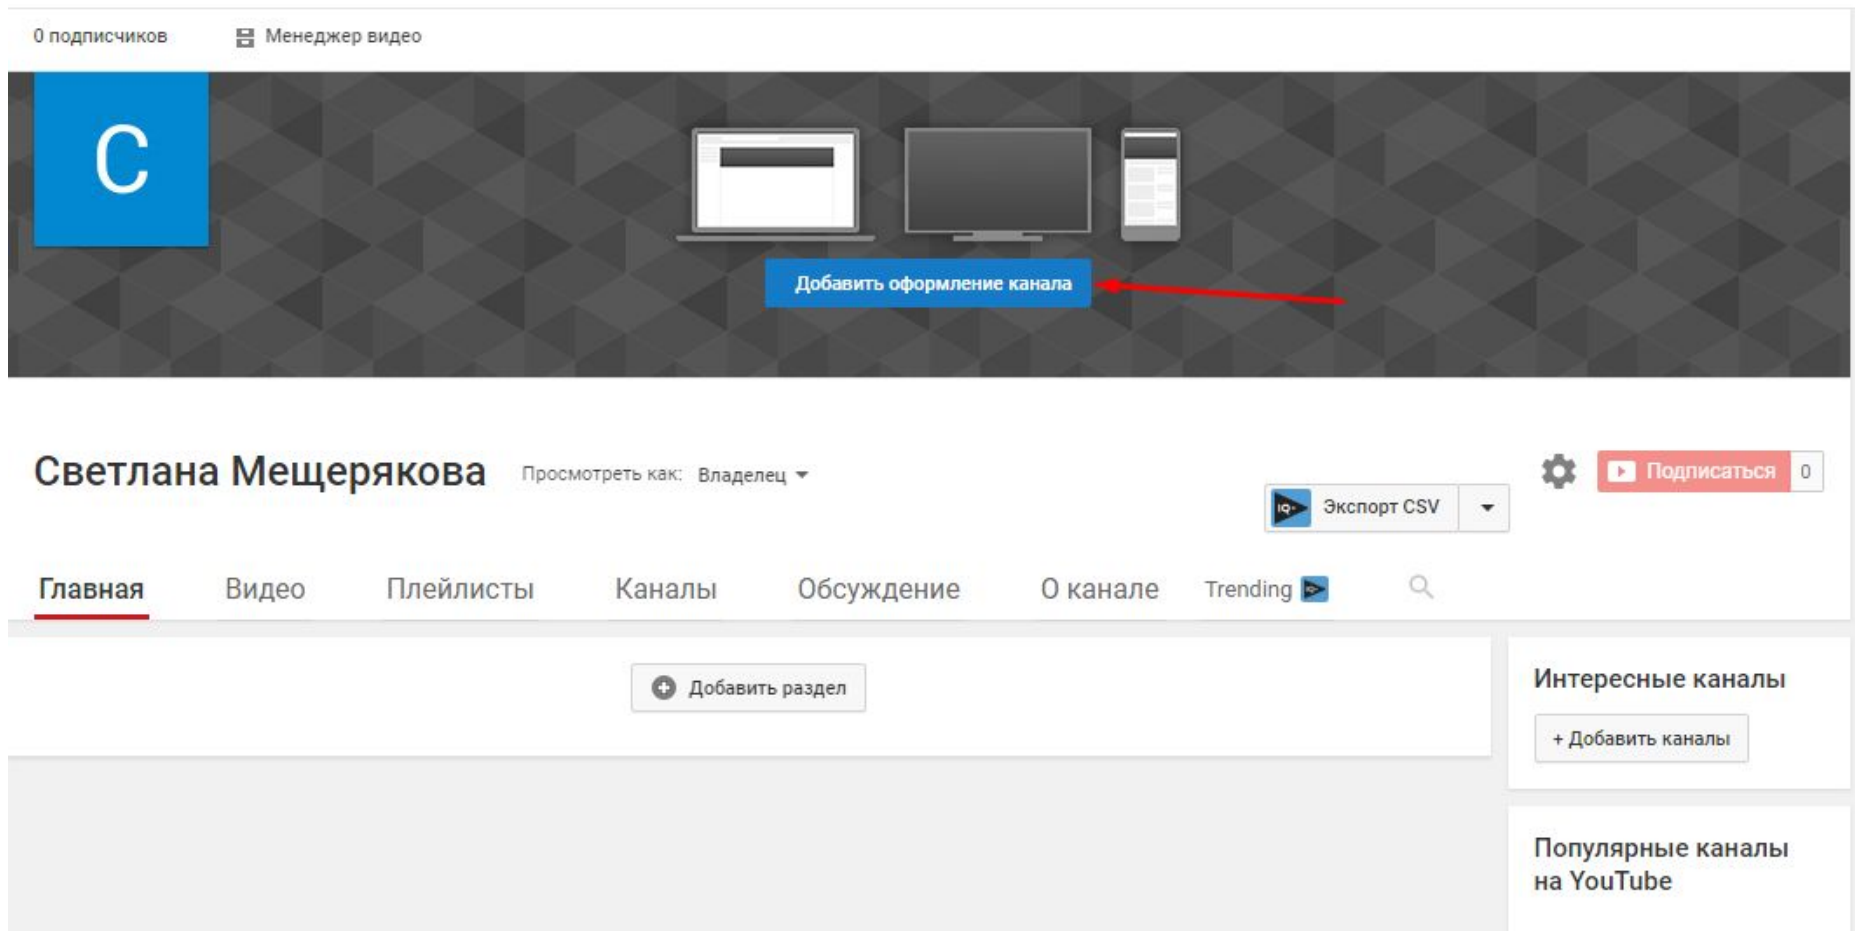 0 подписчиков Менеджер видео
С
Добавить оформление канала
Светлана Мещерякова Просмотреть как: Владелец
Подписаться 0
IQ Экспорт CSV
Главная Видео Плейлисты Каналы Обсуждение О канале Trending
Добавить раздел
Интересные каналы
+ Добавить каналы
Популярные каналы
на YouTube